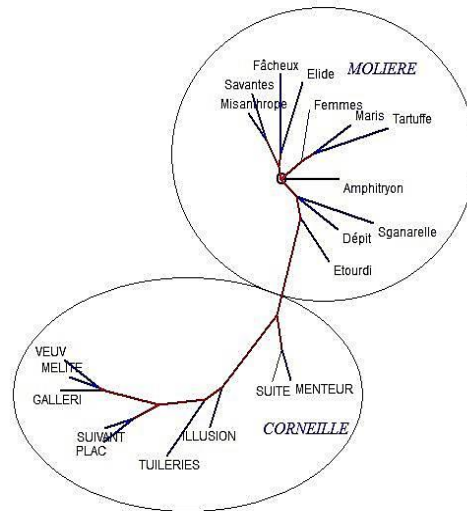 Fâcheux
Elide
MOLIERE
Savantes
Misanthrope
Femmes
Maris
Tartuffe
Amphitryon
Sganarelle
Dépit
Etourdi
VEUV
MELITE
GALLERI
SUITE
MENTEUR
SUIVANT
PLAC
ILLUSION
CORNEILLE
TUILERIES